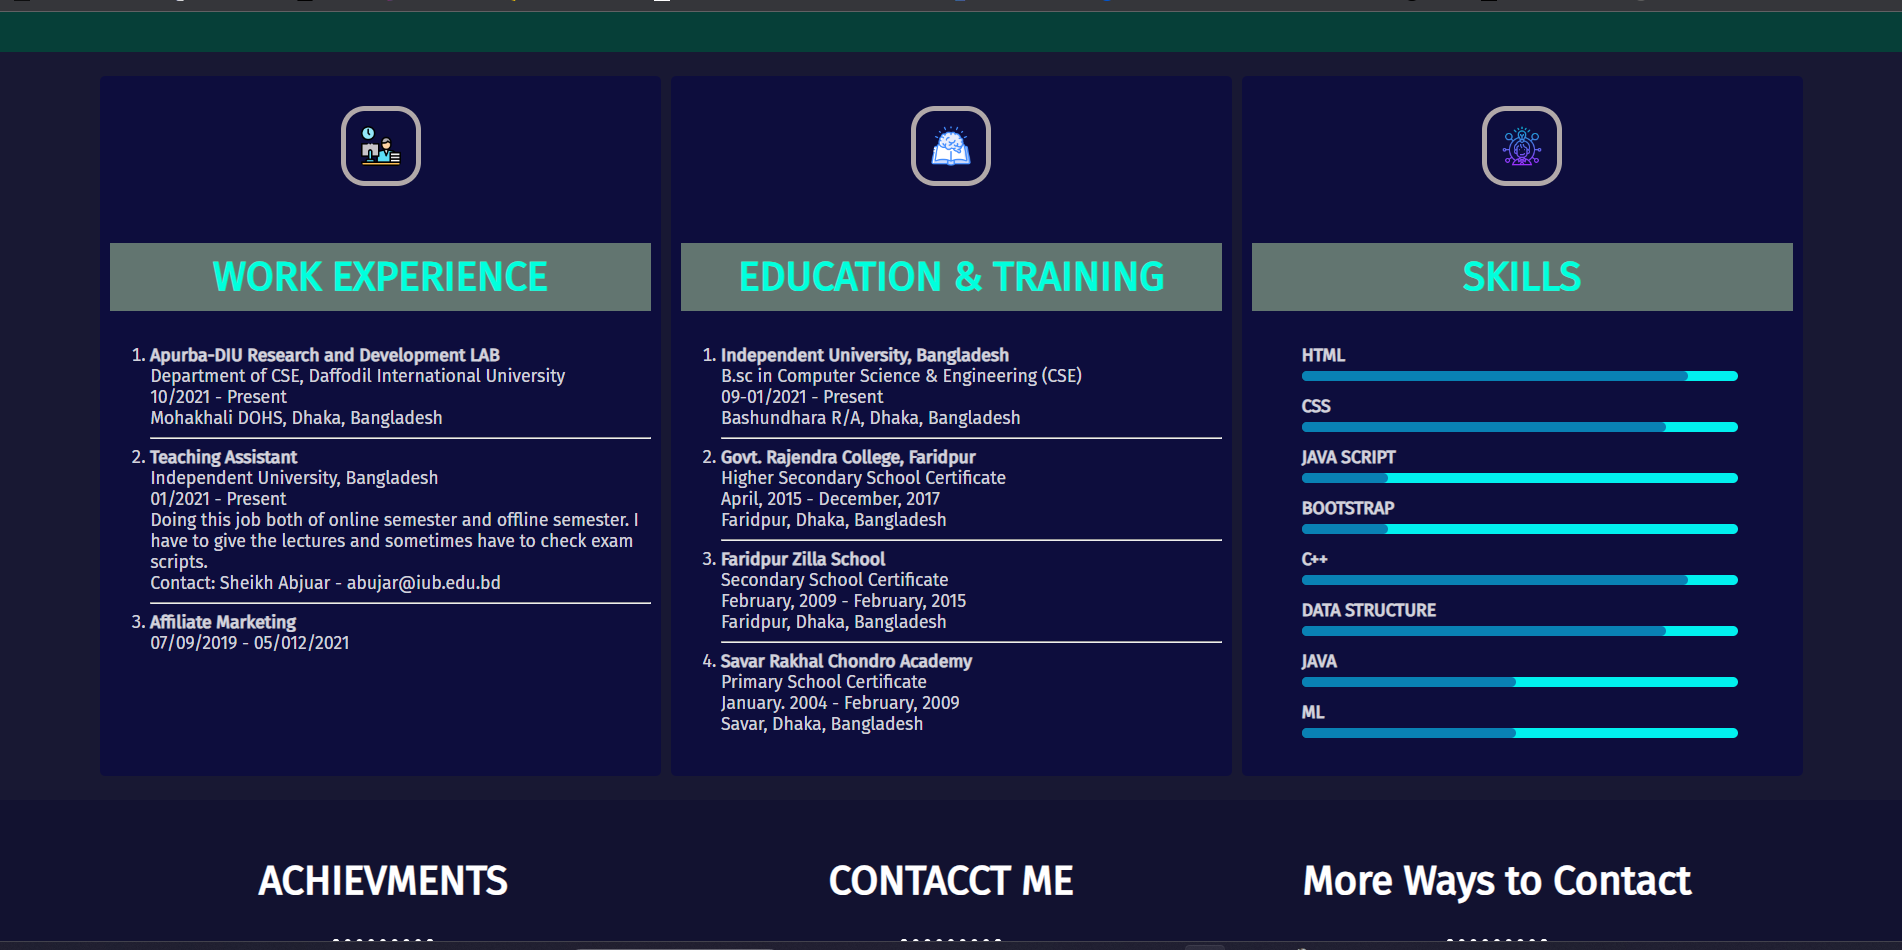 WORK EXPERIENCE
1. Apurba-DIU Research and Development LAB
Department of CSE, Daffodil International University
10/2021 - Present
Mohakhali DOHS, Dhaka, Bangladesh
2. Teaching Assistant
Independent University, Bangladesh
01/2021 - Present
Doing this job both of online semester and offline semester. I
have to give the lectures and sometimes have to check exam
scripts.
Contact: Sheikh Abjuar - abujar@iub.edu.bd
3. Affiliate Marketing
07/09/2019 - 05/012/2021
EDUCATION & TRAINING
1. Independent University, Bangladesh
B.sc in Computer Science & Engineering (CSE)
09-01/2021 - Present
Bashundhara R/A, Dhaka, Bangladesh
2. Govt. Rajendra College, Faridpur
Higher Secondary School Certificate
April, 2015 - December, 2017
Faridpur, Dhaka, Bangladesh
3. Faridpur Zilla School
Secondary School Certificate
February, 2009 - February, 2015
Faridpur, Dhaka, Bangladesh
4. Savar Rakhal Chondro Academy
Primary School Certificate
January. 2004 - February, 2009
Savar, Dhaka, Bangladesh
SKILLS
HTML
CSS
JAVA SCRIPT
BOOTSTRAP
C++
DATA STRUCTURE
JAVA
ML
ACHIEVMENTS
CONTACCT ME
More Ways to Contact